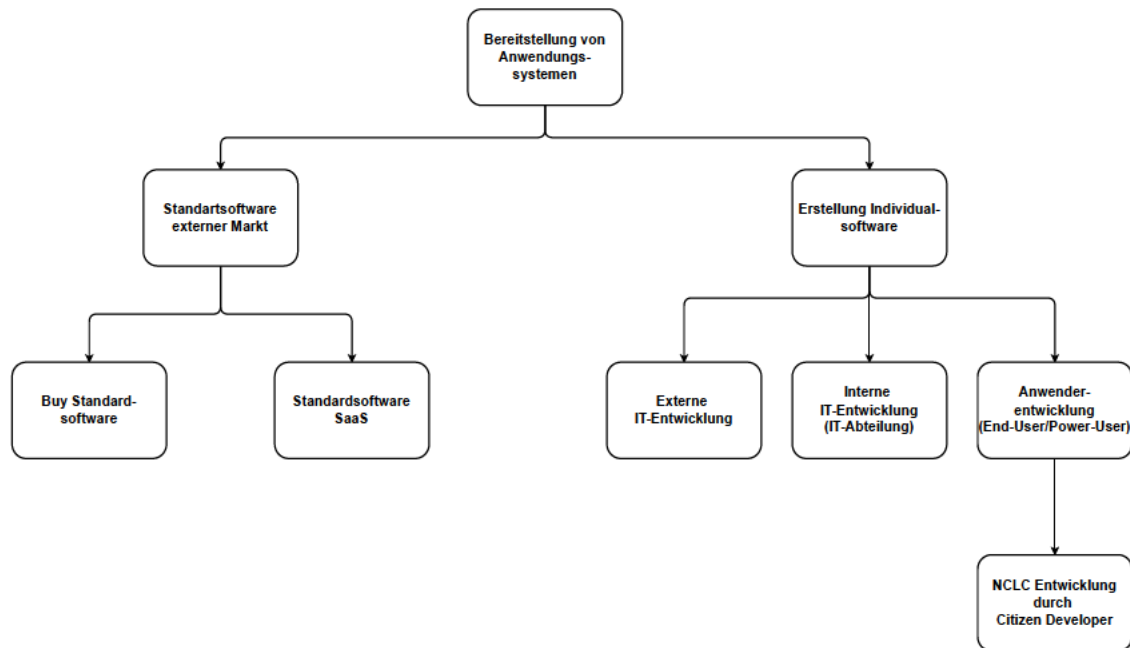 Bereitstellung von
Anwendungs-
systemen
Standartsoftware
externer Markt
Erstellung Individual-
software
Buy Standard-
software
Standardsoftware
SaaS
Externe
IT-Entwicklung
Interne
IT-Entwicklung
(IT-Abteilung)
Anwender-
entwicklung
(End-User/Power-User)
NCLC Entwicklung
durch
Citizen Developer